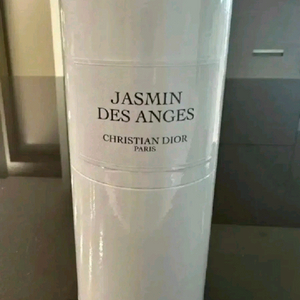 JASMIN
DES ANGES
CHRISTIAN DIOR
PARIS